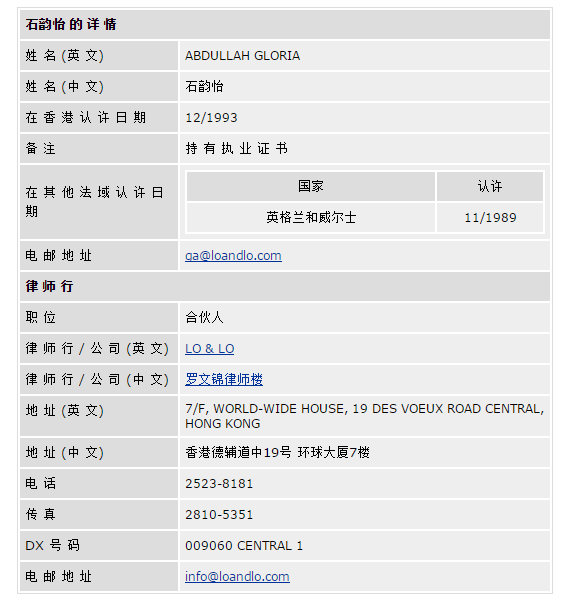 石韵怡 的 详 情
姓 名 (英 文) ABDULLAH GLORIA
姓 名 (中 文) 石韵怡
在 香 港 认 许 日 期 12/1993
备 注 持 有 执 业 证 书
在 其 他 法 域 认 许 日
期
国家 认许
英格兰和威尔士 11/1989
电 邮 地 址 ga@loandlo.com
律 师 行
职 位 合伙人
律 师 行 / 公 司 (英 文) LO & LO
律 师 行 / 公 司 (中 文) 罗文锦律师楼
地 址 (英 文) 7/F, WORLD-WIDE HOUSE, 19 DES VOEUX ROAD CENTRAL,
HONG KONG
地 址 (中 文) 香港德辅道中19号 环球大厦7楼
电 话 2523-8181
传 真 2810-5351
DX 号 码 009060 CENTRAL 1
电 邮 地 址 info@loandlo.com